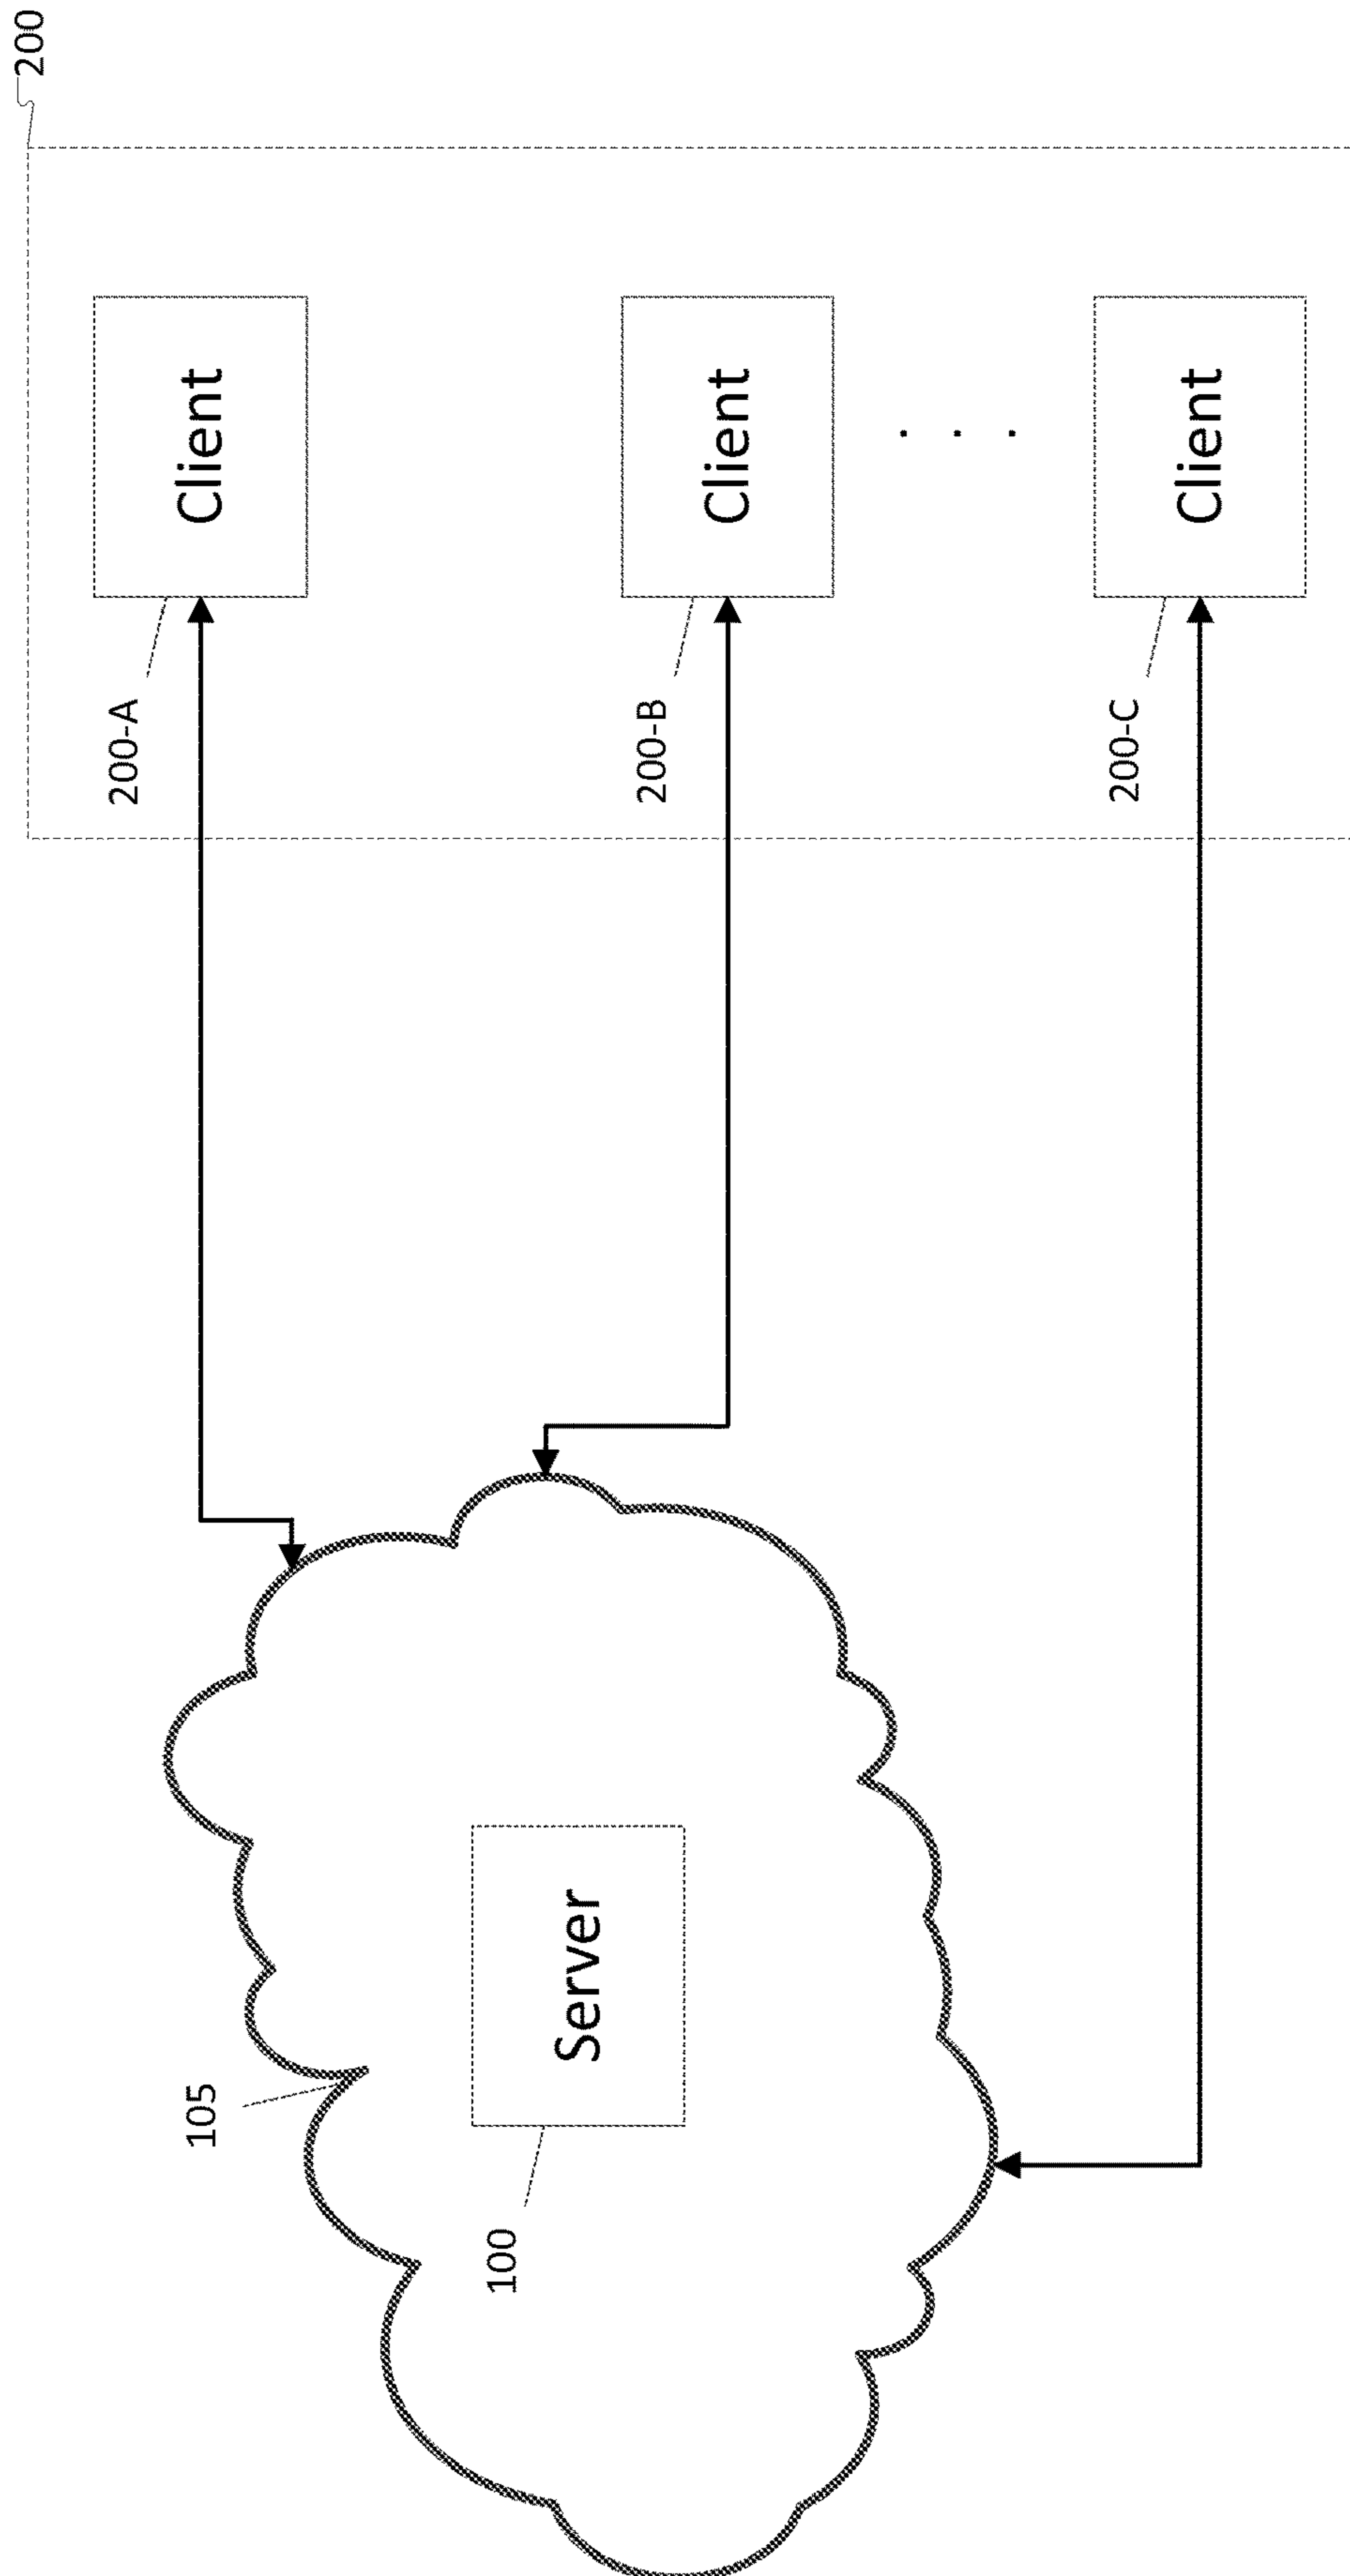 200
Client
200-A
Client
200-B
. . .
Client
200-C
105
Server
100